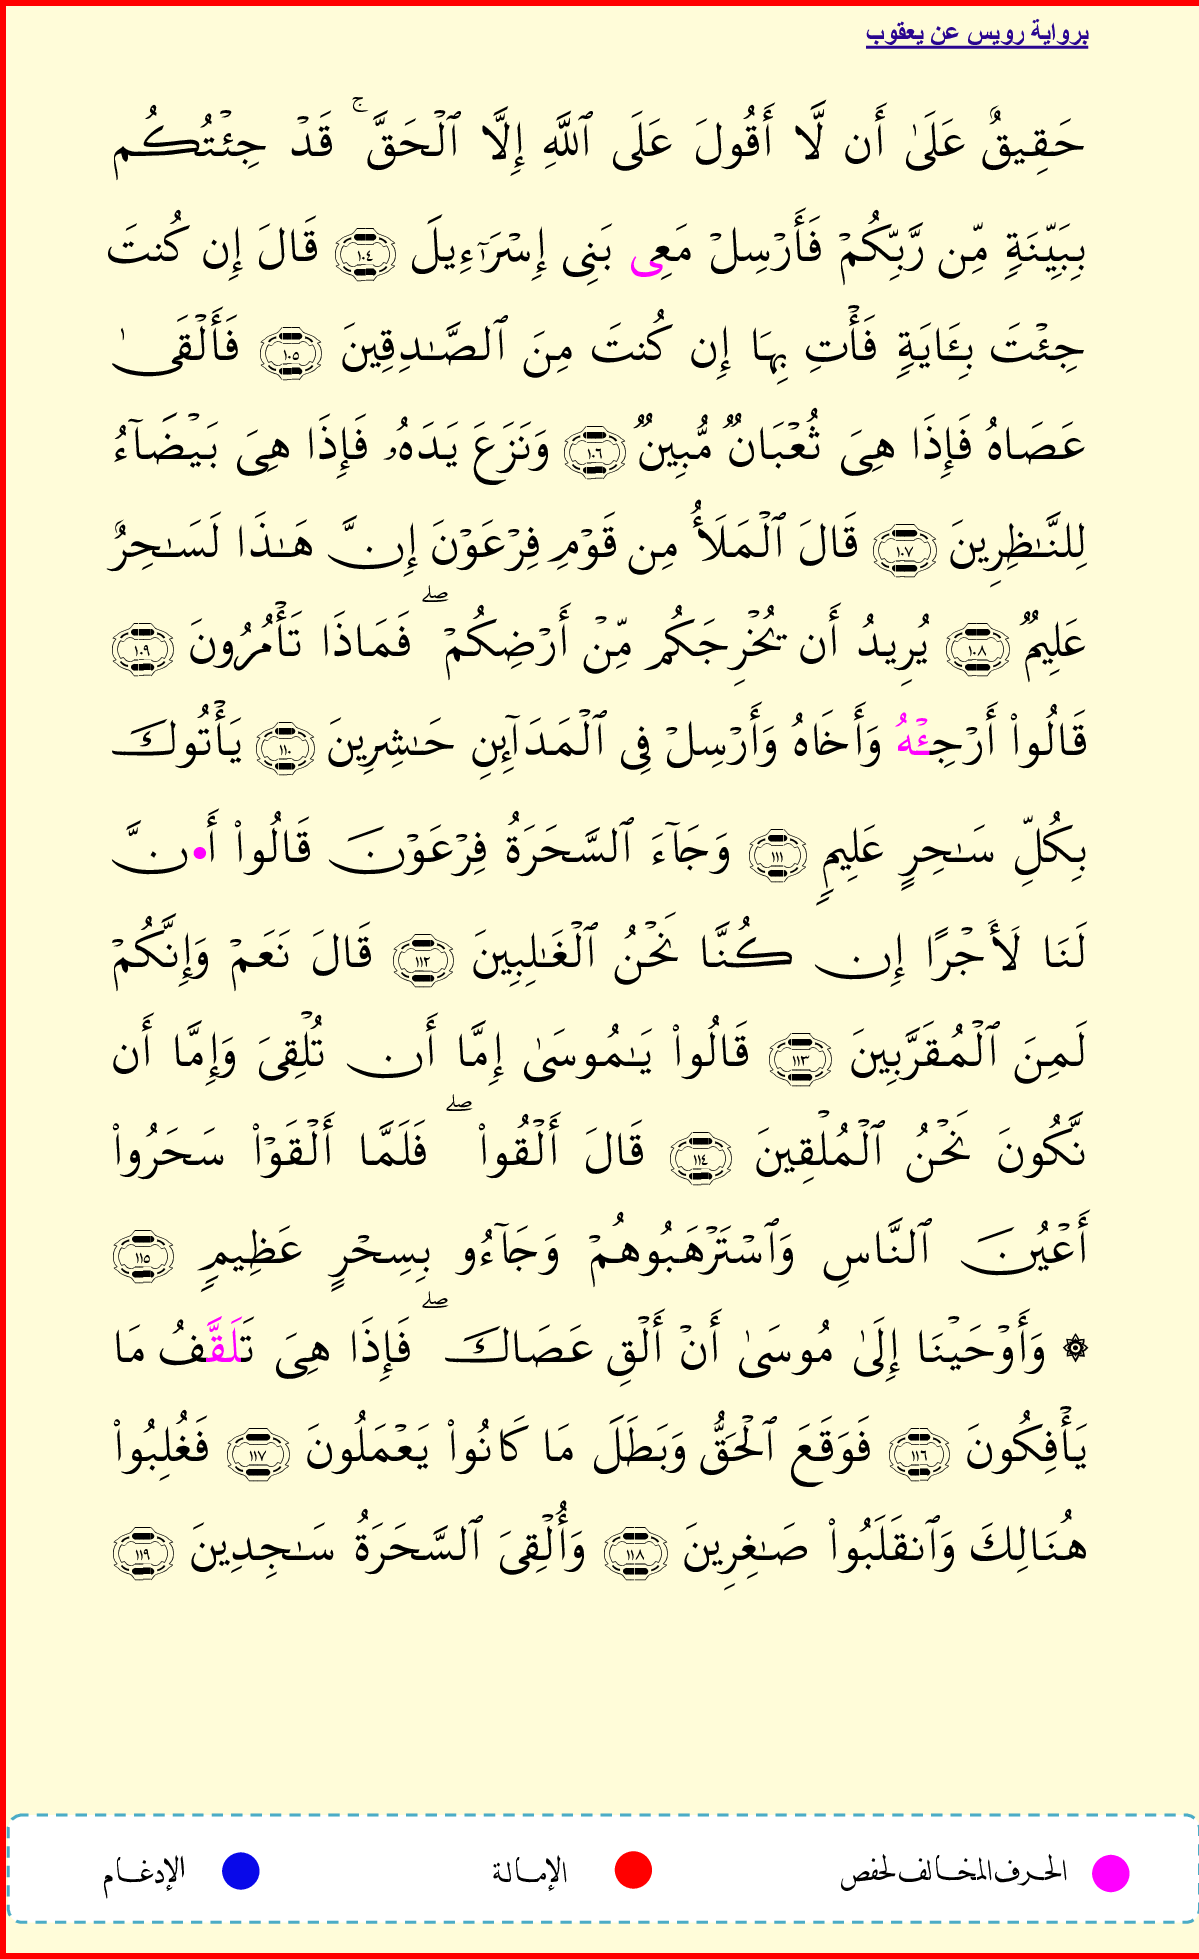 برواية رويس عن يعقوب
حَقِيقٌ عَلَىٰ أَن لَّا أَقُولَ عَلَى ٱللَّهِ إِلَّا ٱلْحَقَّ ۚ قَدْ جِئْتُكُم
بِبَيِّنَةٍ مِّن رَّبِّكُمْ فَأَرْسِلْ مَعِى بَنِى إِسْرَٰٓءِيلَ ١٠٤ قَالَ إِن كُنتَ
جِئْتَ بِـَٔايَةٍ فَأْتِ بِهَا إِن كُنتَ مِنَ ٱلصَّـٰدِقِينَ ١٠٥ فَأَلْقَىٰ
عَصَاهُ فَإِذَا هِىَ ثُعْبَانٌ مُّبِينٌ ١٠٦ وَنَزَعَ يَدَهُۥ فَإِذَا هِىَ بَيْضَآءُ
لِلنَّـٰظِرِينَ ١٠٧ قَالَ ٱلْمَلَأُ مِن قَوْمِ فِرْعَوْنَ إِنَّ هَـٰذَا لَسَـٰحِرٌ
عَلِيمٌ ١٠٨ يُرِيدُ أَن يُخْرِجَكُم مِّنْ أَرْضِكُمْ ۖ فَمَاذَا تَأْمُرُونَ ١٠٩
قَالُوا۟ أَرْجِئْهُ وَأَخَاهُ وَأَرْسِلْ فِى ٱلْمَدَآئِنِ حَـٰشِرِينَ ١١٠ يَأْتُوكَ
بِكُلِّ سَـٰحِرٍ عَلِيمٍ ١١١ وَجَآءَ ٱلسَّحَرَةُ فِرْعَوْنَ قَالُوا۟ أَ•نَّ
لَنَا لَأَجْرًا إِن كُنَّا نَحْنُ ٱلْغَـٰلِبِينَ ١١٢ قَالَ نَعَمْ وَإِنَّكُمْ
لَمِنَ ٱلْمُقَرَّبِينَ ١١٣ قَالُوا۟ يَـٰمُوسَىٰ إِمَّا أَن تُلْقِىَ وَإِمَّا أَن
نَّكُونَ نَحْنُ ٱلْمُلْقِينَ ١١٤ قَالَ أَلْقُوا۟ ۖ فَلَمَّا أَلْقَوْا۟ سَحَرُوا۟
أَعْيُنَ ٱلنَّاسِ وَٱسْتَرْهَبُوهُمْ وَجَآءُو بِسِحْرٍ عَظِيمٍ ١١٥
۞ وَأَوْحَيْنَا إِلَىٰ مُوسَىٰ أَنْ أَلْقِ عَصَاكَ ۖ فَإِذَا هِىَ تَلَقَّفُ مَا
يَأْفِكُونَ ١١٦ فَوَقَعَ ٱلْحَقُّ وَبَطَلَ مَا كَانُوا۟ يَعْمَلُونَ ١١٧ فَغُلِبُوا۟
هُنَالِكَ وَٱنقَلَبُوا۟ صَـٰغِرِينَ ١١٨ وَأُلْقِىَ ٱلسَّحَرَةُ سَـٰجِدِينَ ١١٩
الحرف المخالف لحفص الإمالة الإدغام